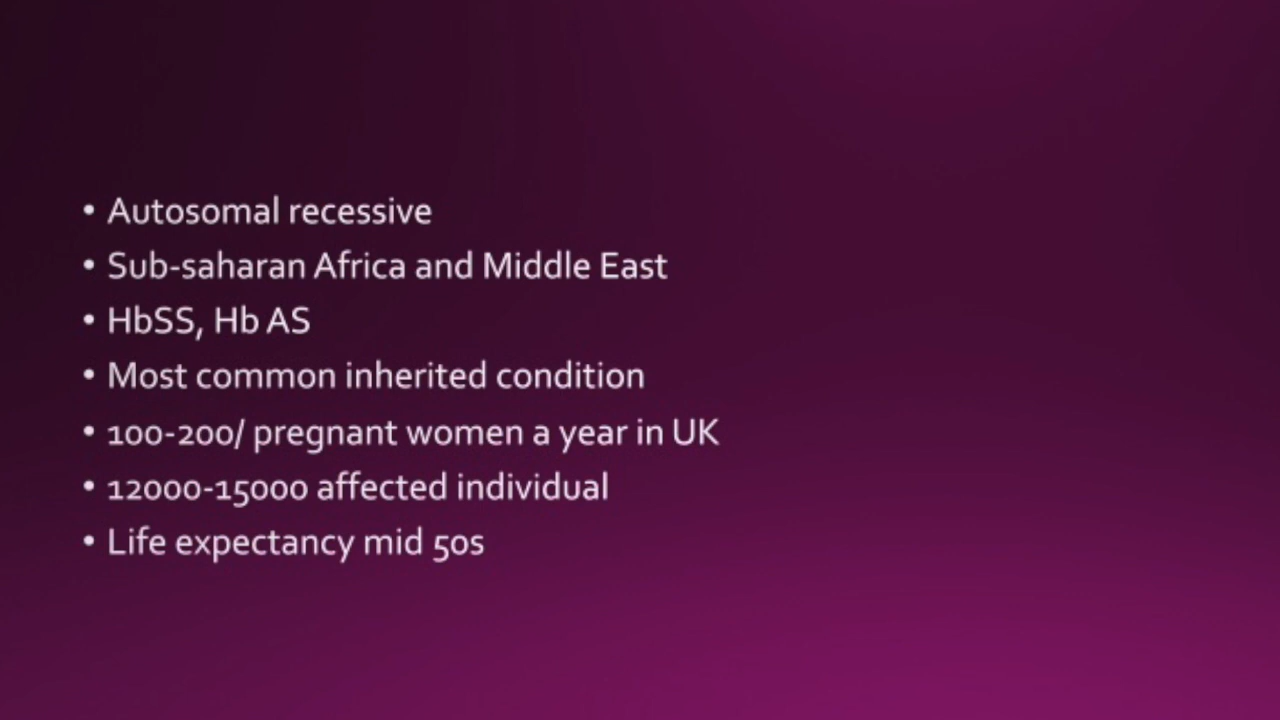 • Autosomal recessive
• Sub-saharan Africa and Middle East
• HbSS, Hb AS
• Most common inherited condition
• 100-200/ pregnant women a year in UK
• 12000-15000 affected individual
• Life expectancy mid 50s